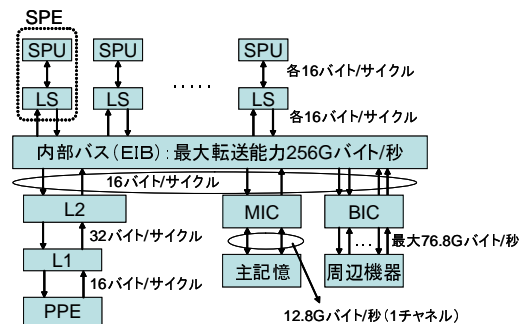 SPE
SPU SPU SPU
各16バイト/サイクル
LS LS ..... LS
各16バイト/サイクル
内部バス(EIB):最大転送能力256Gバイト/秒
16バイト/サイクル
L2 MIC BIC
32バイト/サイクル
... 最大76.8Gバイト/秒
L1 主記憶 周辺機器
16バイト/サイクル
PPE
12.8Gバイト/秒(1チャネル)